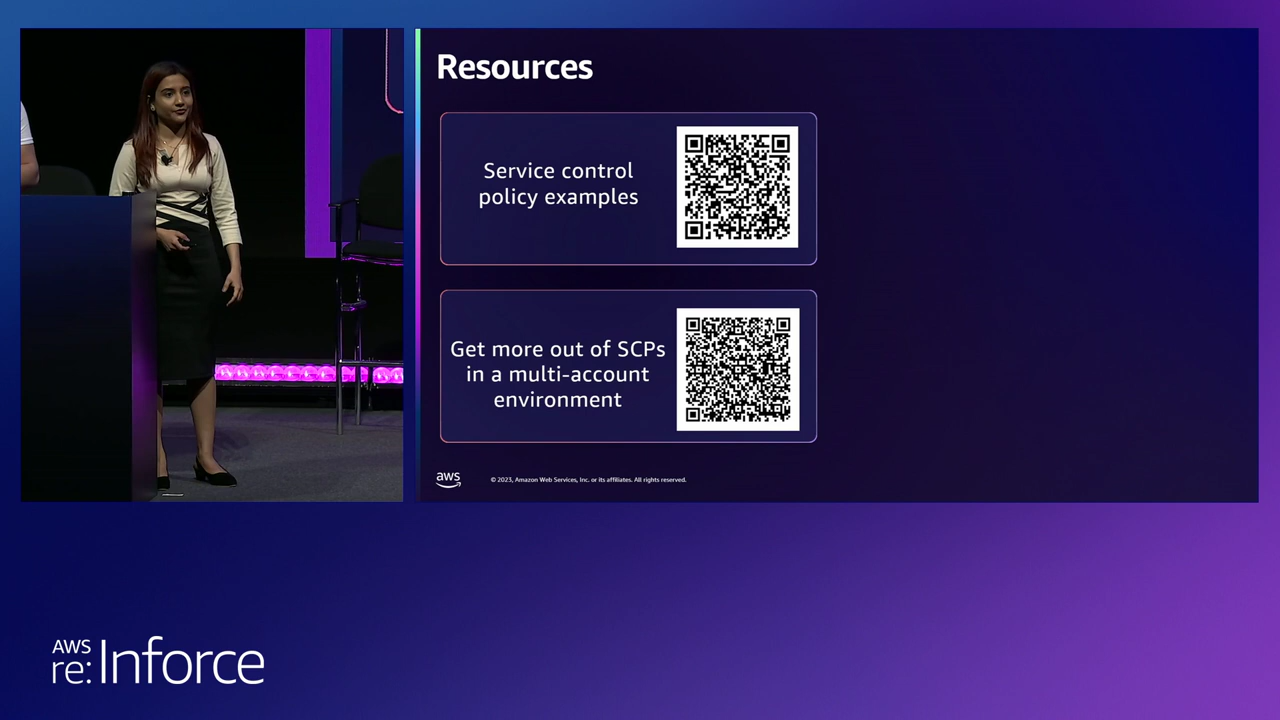 Resources
Service control
policy examples
Get more out of SCPs
in a multi-account
environment
aws
© 2023, Amazon Web Services, Inc. or its affiliates. All rights reserved.
AWS
re:Inforce